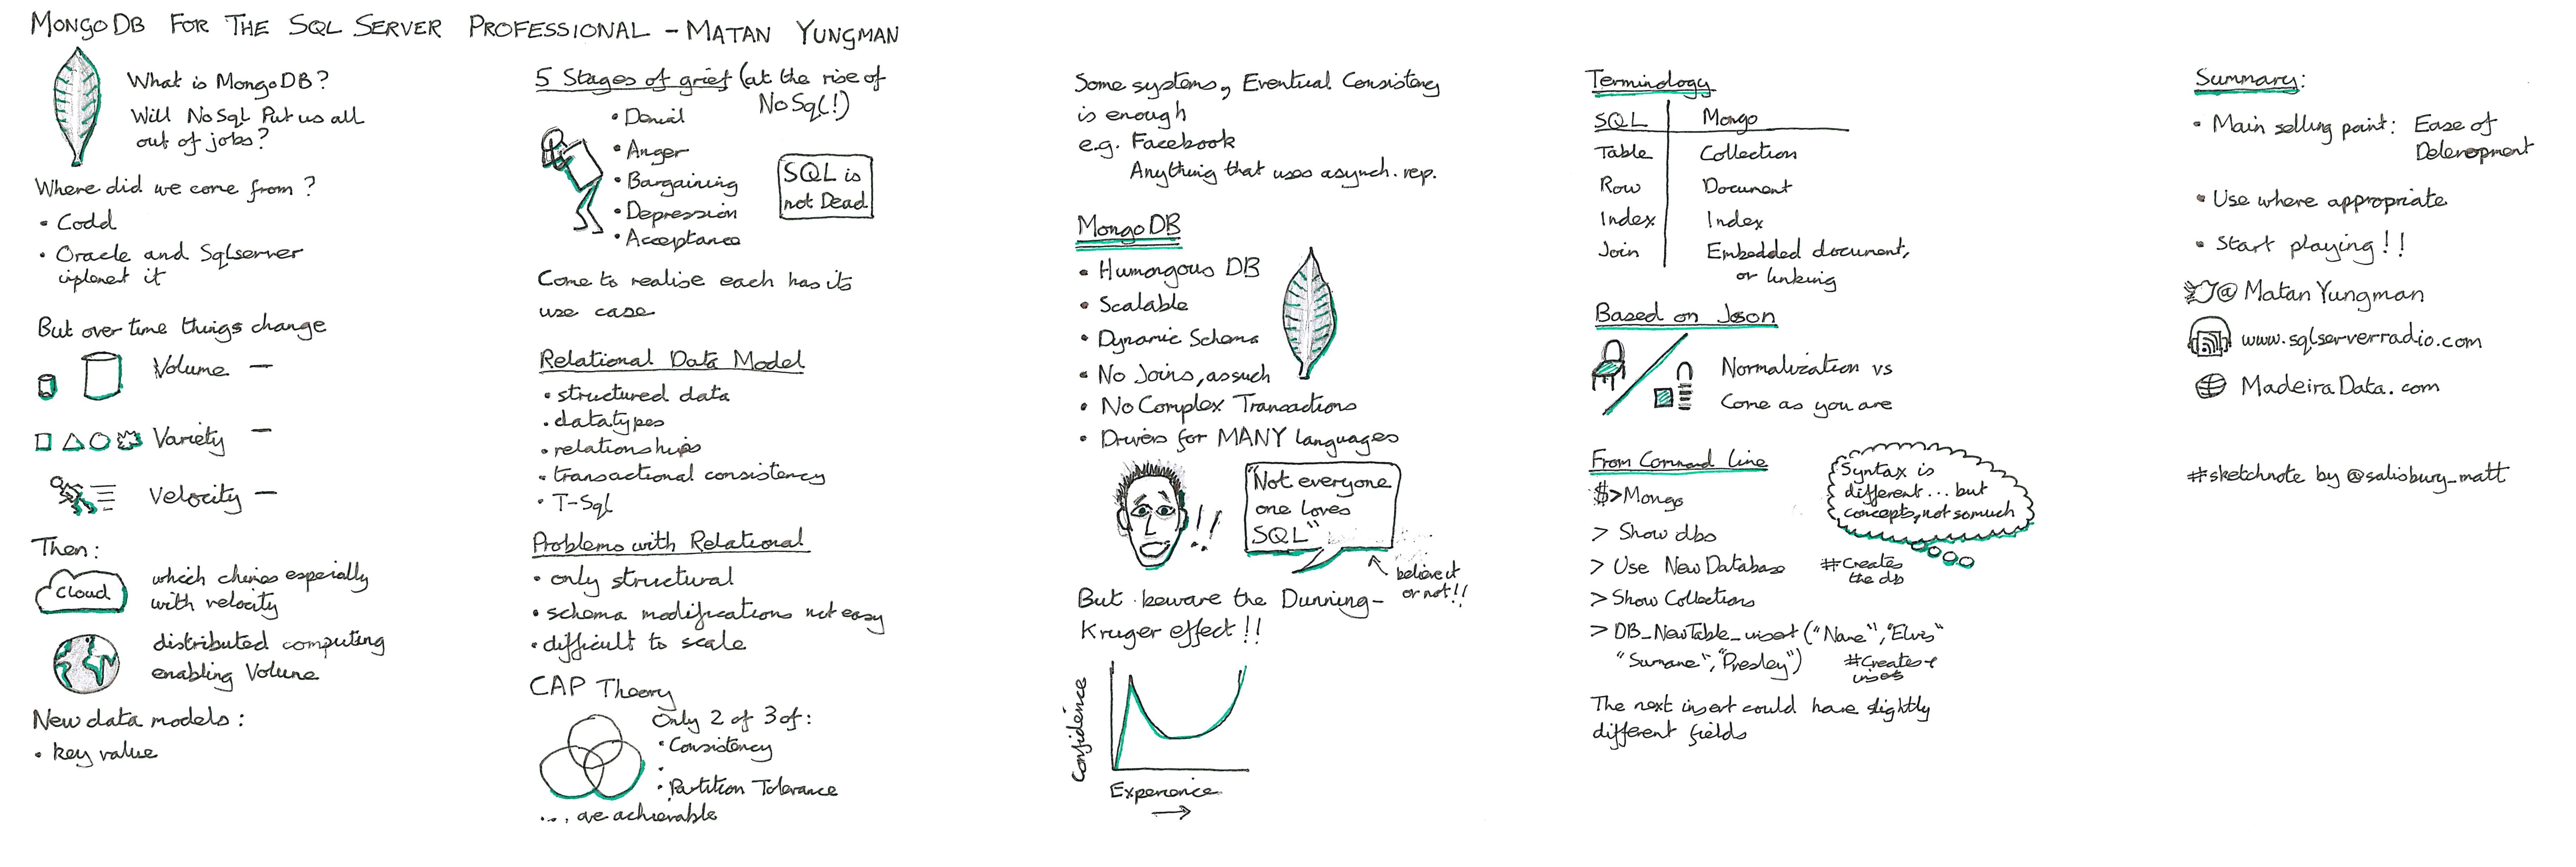 MONGODB FOR THE SQL SERVER PROFESSIONAL - MATAN YUNGMAN
What is MongoDB?
Will NoSql Put us all
out of jobs?
Where did we come from?
• Codd
• Oracle and Sqlserver
implement it
But over time things change
Volume -
Variety -
Velocity -
Then:
cloud
which chimes especially
with velocity
distributed computing
enabling Volume
New data models:
• key value
5 Stages of grief (at the rise of
NoSql!)
• Denial
• Anger
• Bargaining
• Depression
• Acceptance
SQL is
not Dead
Come to realise each has its
use case
Relational Data Model
• structured data
• datatypes
• relationships
• transactional consistency
• T-Sql
Problems with Relational
• only structural
• schema modifications not easy
• difficult to scale
CAP Theory
Only 2 of 3 of:
• Consistency
•
• Partition Tolerance
.... are achievable
Some systems, Eventual Consistency
is enough
e.g. Facebook
Anything that uses asynch. rep.
MongoDB
• Humongous DB
• Scalable
• Dynamic Schema
• No Joins, as such
• No Complex Transactions
• Drivers for MANY languages
!!
"Not everyone
one loves
SQL"
believe it
or not!!
But beware the Dunning-
Kruger effect!!
Confidence
Experience
Terminology
SQL Mongo
Table Collection
Row Document
Index Index
Join Embedded document,
or linking
Based on Json
Normalization vs
Come as you are
From Command Line
$>Mongo
> Show dbs
> Use NewDatabase #Creates
the db
> Show Collections
> DB_NewTable_insert ("Name","Elvis"
"Surname","Presley") #Creates +
inserts
Syntax is
different... but
concepts, not so much
The next insert could have slightly
different fields
Summary:
• Main selling point: Ease of
Development
• Use where appropriate
• Start playing!!
@MatanYungman
www.sqlserverradio.com
MadeiraData.com
#sketchnote by @salisbury_matt